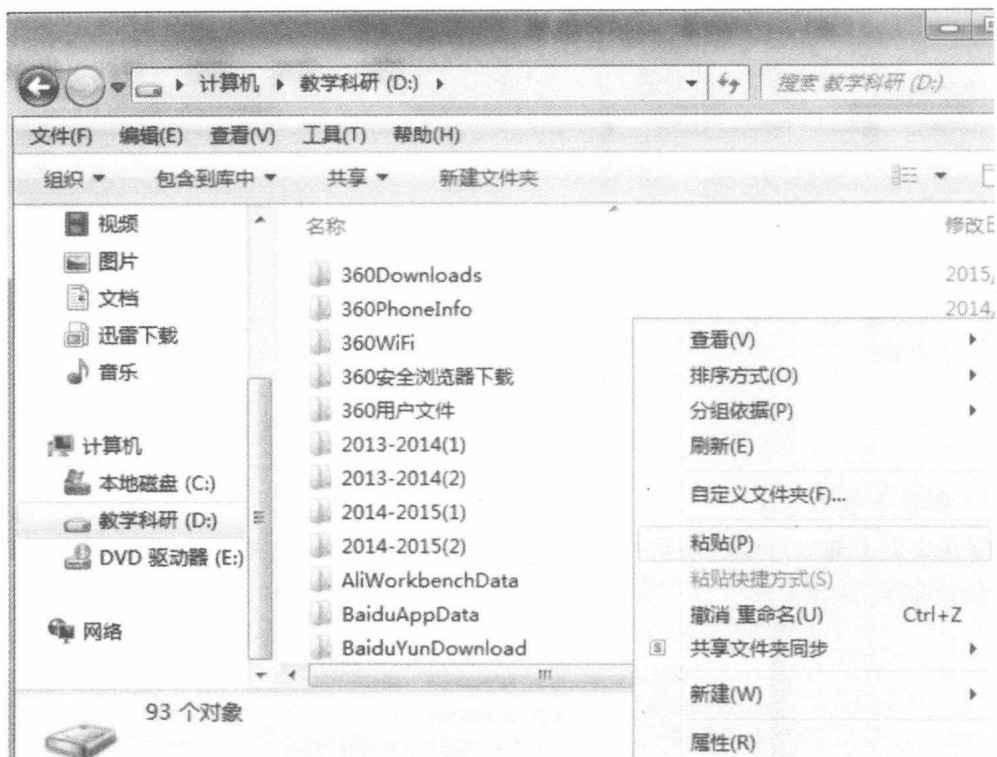 计算机 ▸ 教学科研 (D:) ▸ 搜索 教学科研 (D:)
文件(F) 编辑(E) 查看(V) 工具(T) 帮助(H)
组织 包含到库中 共享 新建文件夹
视频
图片
文档
迅雷下载
音乐
计算机
本地磁盘 (C:)
教学科研 (D:)
DVD 驱动器 (E:)
网络
名称 修改日
360Downloads 2015/
360PhoneInfo 2014/
360WiFi
360安全浏览器下载
360用户文件
2013-2014(1)
2013-2014(2)
2014-2015(1)
2014-2015(2)
AliWorkbenchData
BaiduAppData
BaiduYunDownload
查看(V)
排序方式(O)
分组依据(P)
刷新(E)
自定义文件夹(F)...
粘贴(P)
粘贴快捷方式(S)
撤消 重命名(U) Ctrl+Z
S 共享文件夹同步
新建(W)
属性(R)
93 个对象